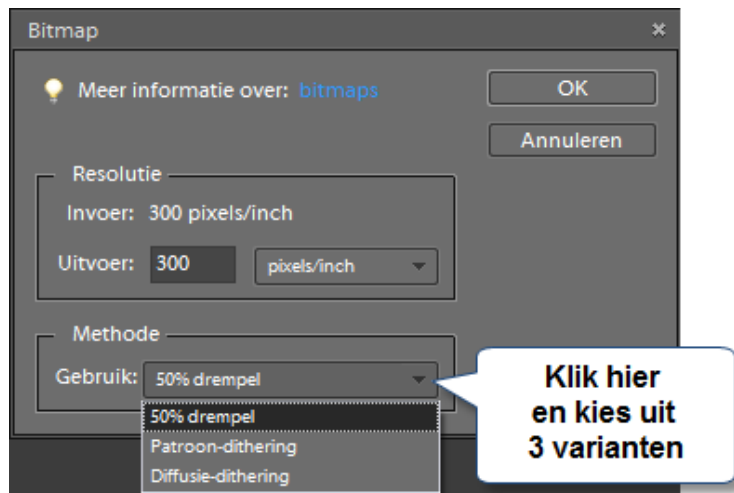 Bitmap
Meer informatie over: bitmaps
OK
Annuleren
Resolutie
Invoer: 300 pixels/inch
Uitvoer: 300 pixels/inch
Methode
Gebruik: 50% drempel
50% drempel
Patroon-dithering
Diffusie-dithering
Klik hier
en kies uit
3 varianten